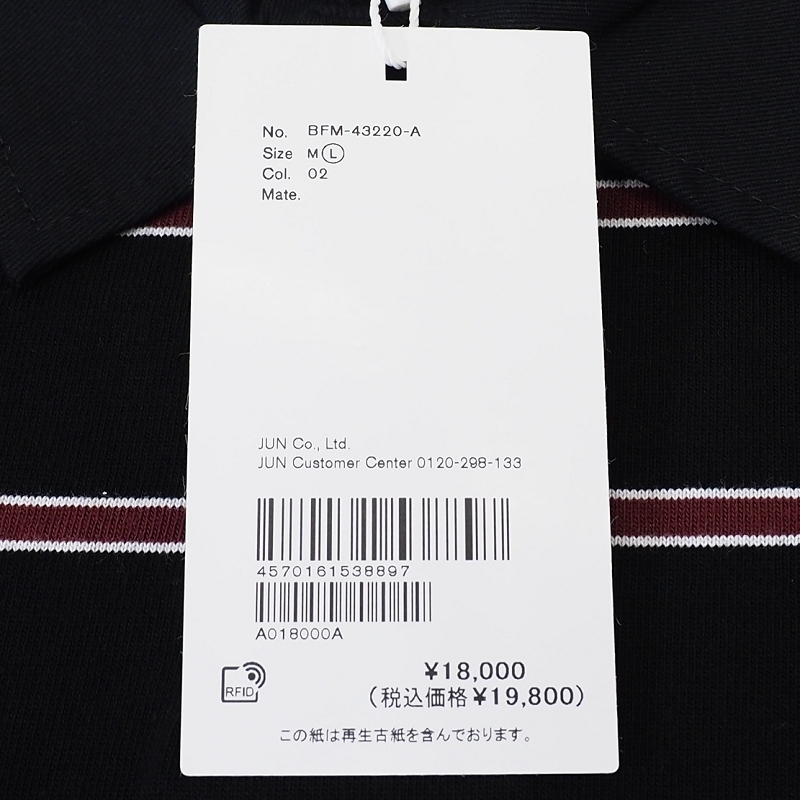 No. BFM-43220-A
Size M L
Col. 02
Mate.
JUN Co., Ltd.
JUN Customer Center 0120-298-133
4570161538897
A018000A
RFID
¥18,000
(税込価格¥19,800)
この紙は再生古紙を含んでおります。